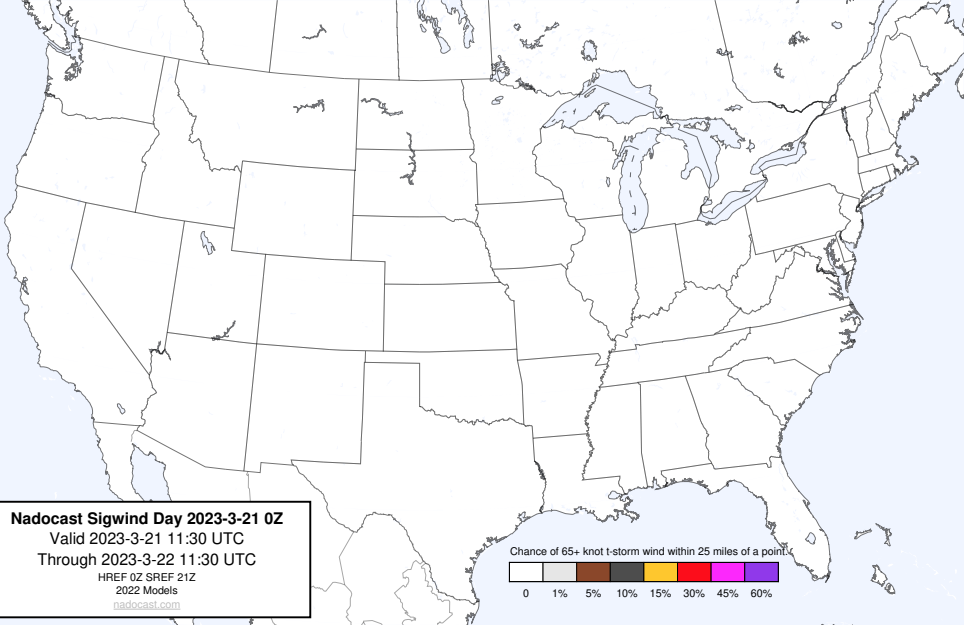 Nadocast Sigwind Day 2023-3-21 0Z
Valid 2023-3-21 11:30 UTC
Through 2023-3-22 11:30 UTC
HREF 0Z SREF 21Z
2022 Models
nadocast.com
Chance of 65+ knot t-storm wind within 25 miles of a point.
0 1% 5% 10% 15% 30% 45% 60%